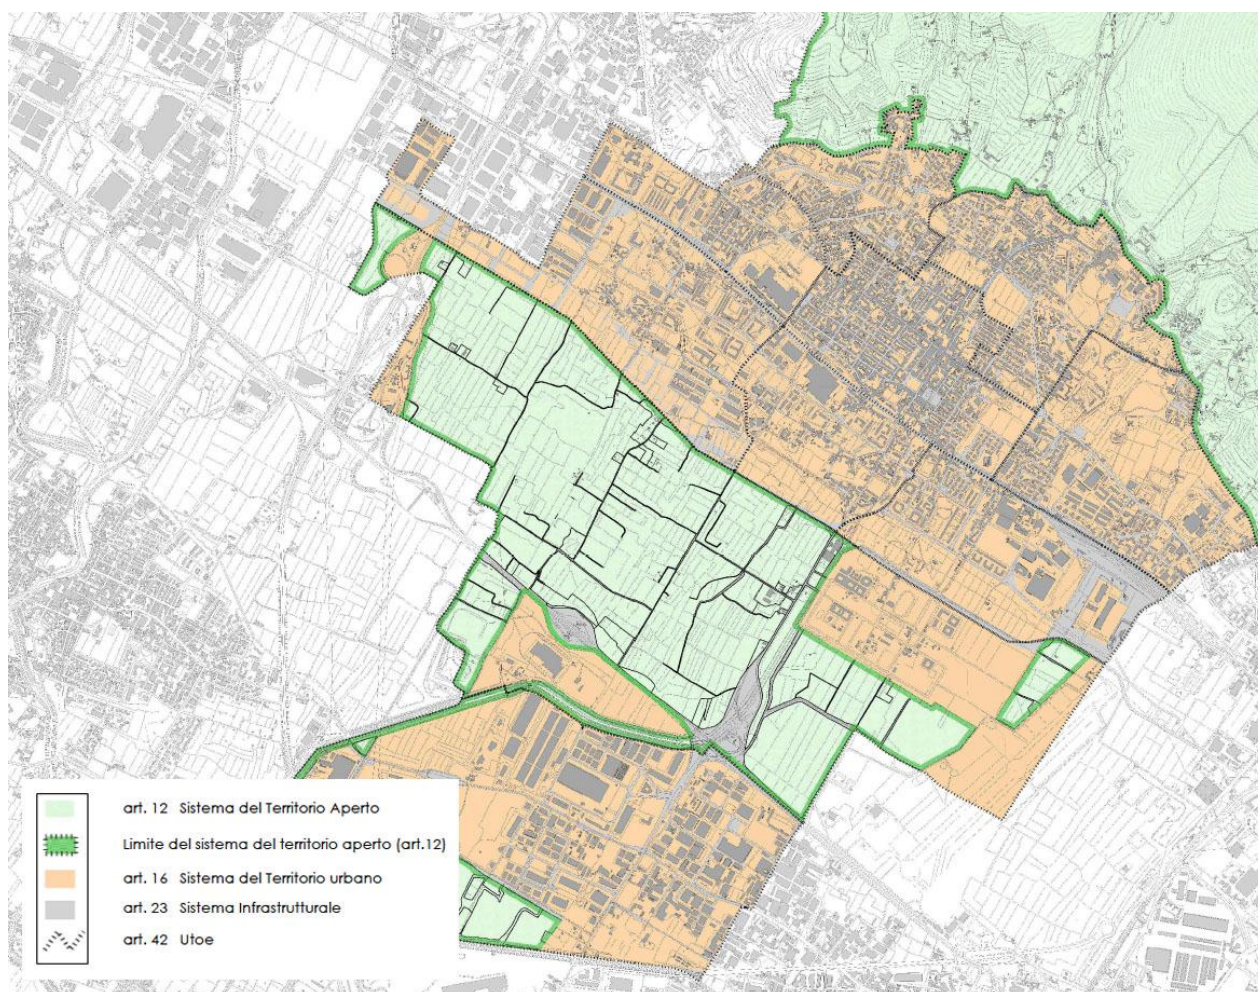 art. 12 Sistema del Territorio Aperto
Limite del sistema del territorio aperto (art.12)
art. 16 Sistema del Territorio urbano
art. 23 Sistema Infrastrutturale
art. 42 Utoe